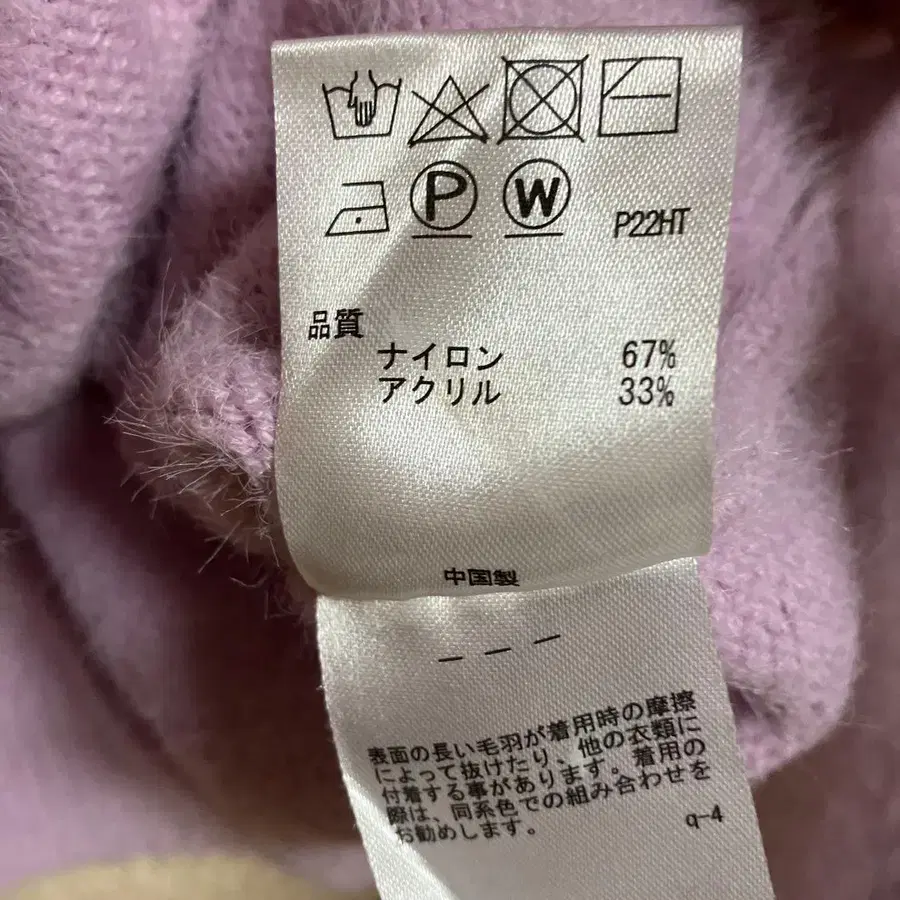 P W P22HT
品質
ナイロン 67%
アクリル 33%
中国製
表面の長い毛羽が着用時の摩擦
によって抜けたり、他の衣類に
付着する事があります。着用の
際は、同系色での組み合わせを
お勧めします。 q-4